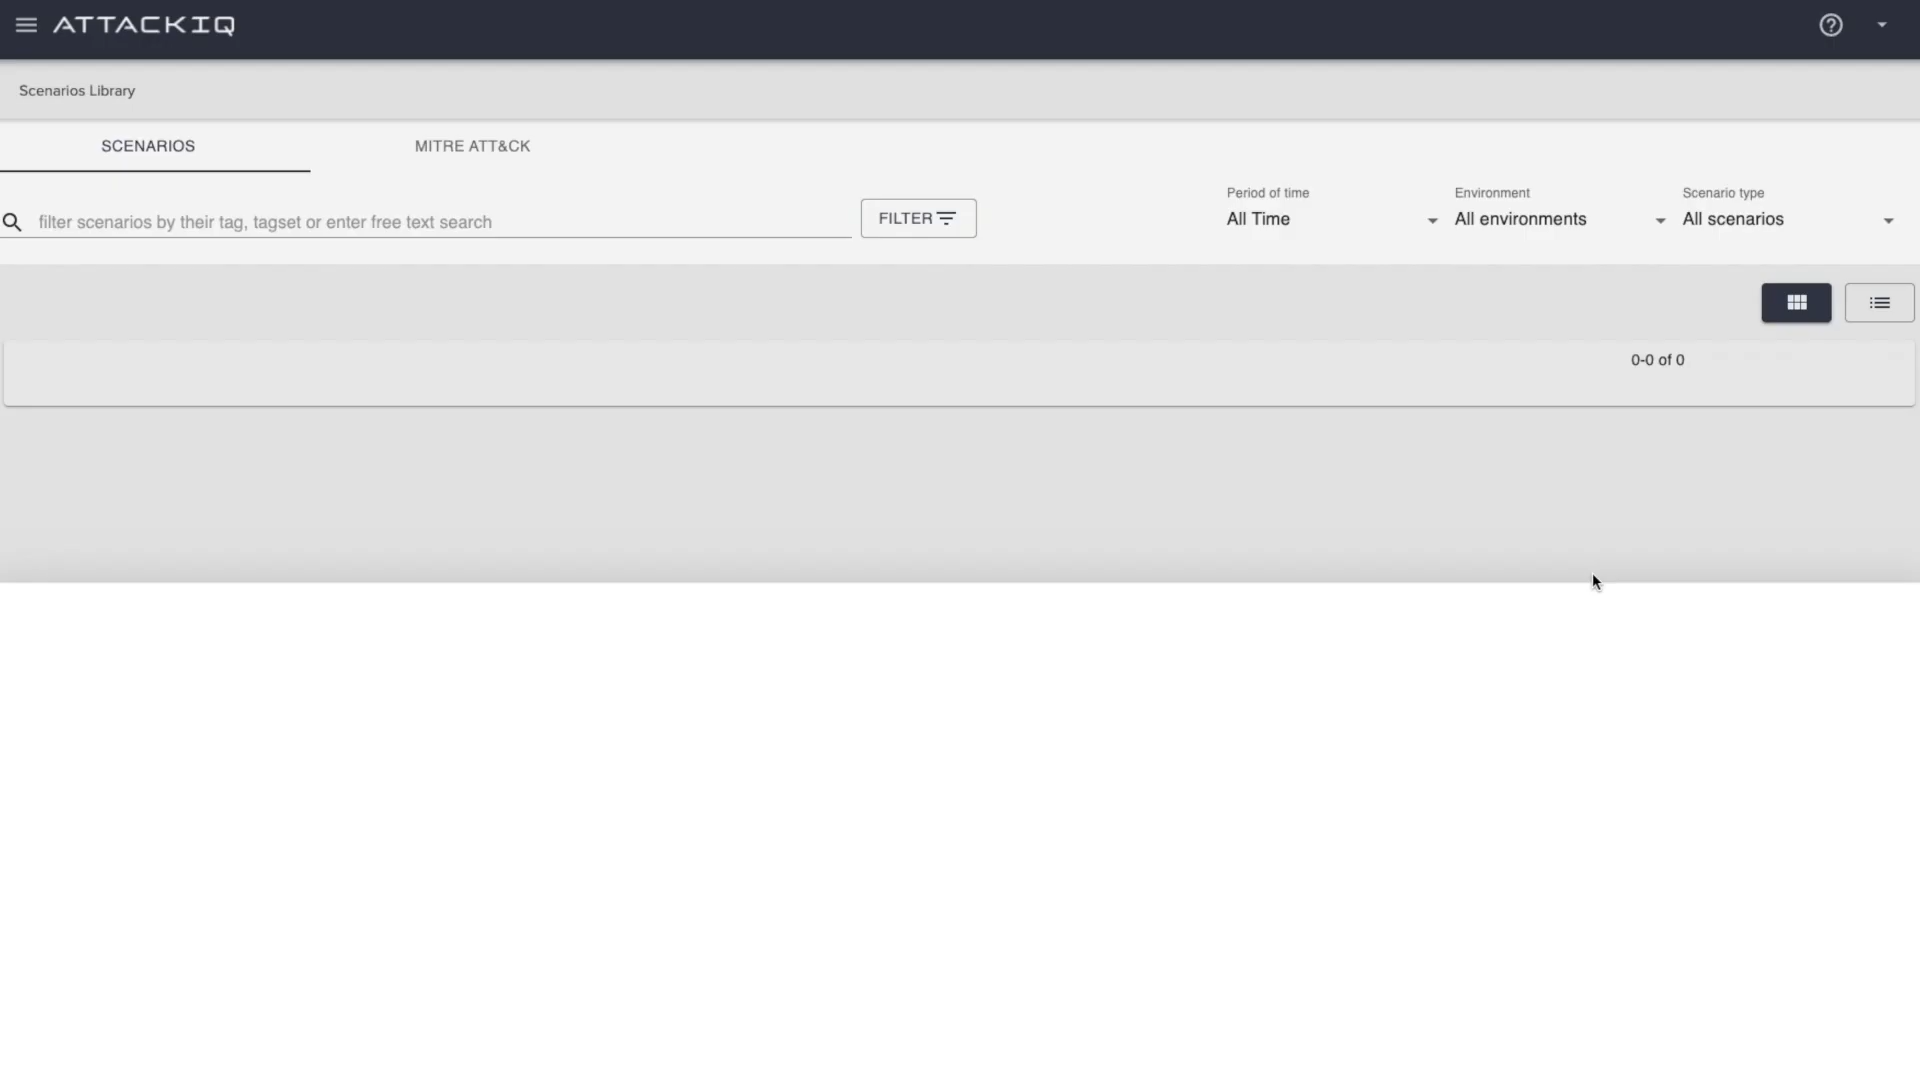 ATTACKIQ
Scenarios Library
SCENARIOS
MITRE ATT&CK
filter scenarios by their tag, tagset or enter free text search
FILTER
Period of time
All Time
Environment
All environments
Scenario type
All scenarios
0-0 of 0